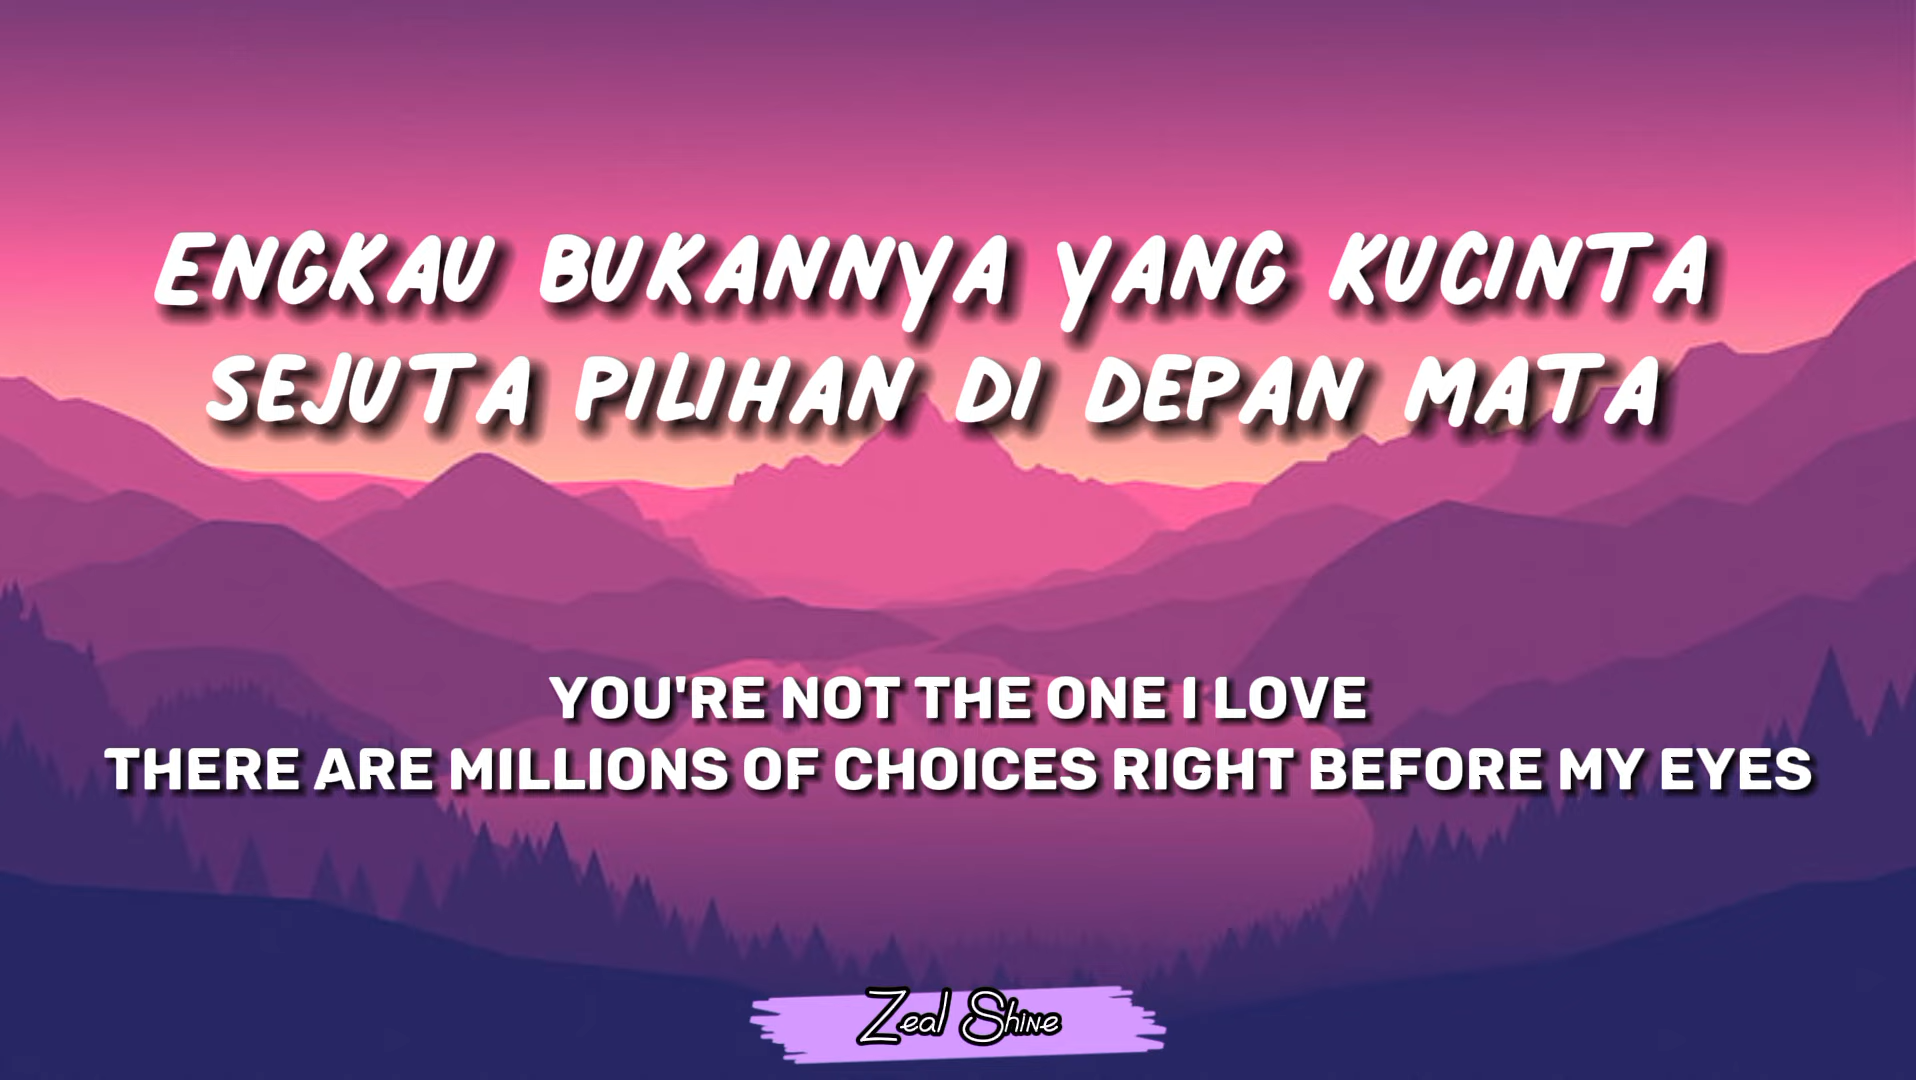 ENGKAU BUKANNYA YANG KUCINTA
SEJUTA PILIHAN DI DEPAN MATA
YOU'RE NOT THE ONE I LOVE
THERE ARE MILLIONS OF CHOICES RIGHT BEFORE MY EYES
Zeal Shine